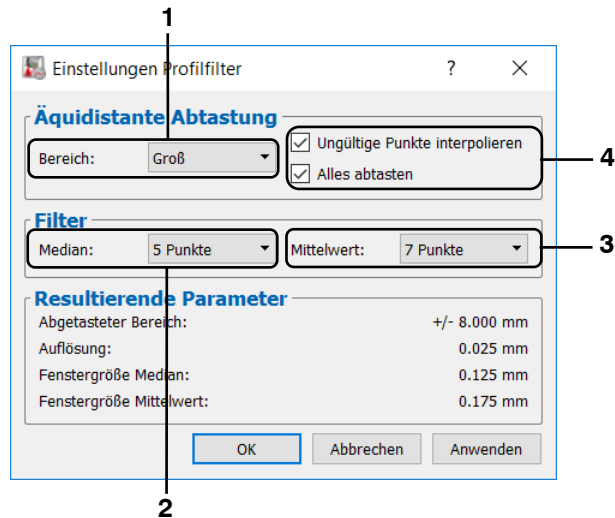 1
Einstellungen Profilfilter ? ×
Äquidistante Abtastung
Bereich: Groß
Ungültige Punkte interpolieren
Alles abtasten
4
Filter
Median: 5 Punkte Mittelwert: 7 Punkte
3
Resultierende Parameter
Abgetasteter Bereich: +/- 8.000 mm
Auflösung: 0.025 mm
Fenstergröße Median: 0.125 mm
Fenstergröße Mittelwert: 0.175 mm
OK Abbrechen Anwenden
2